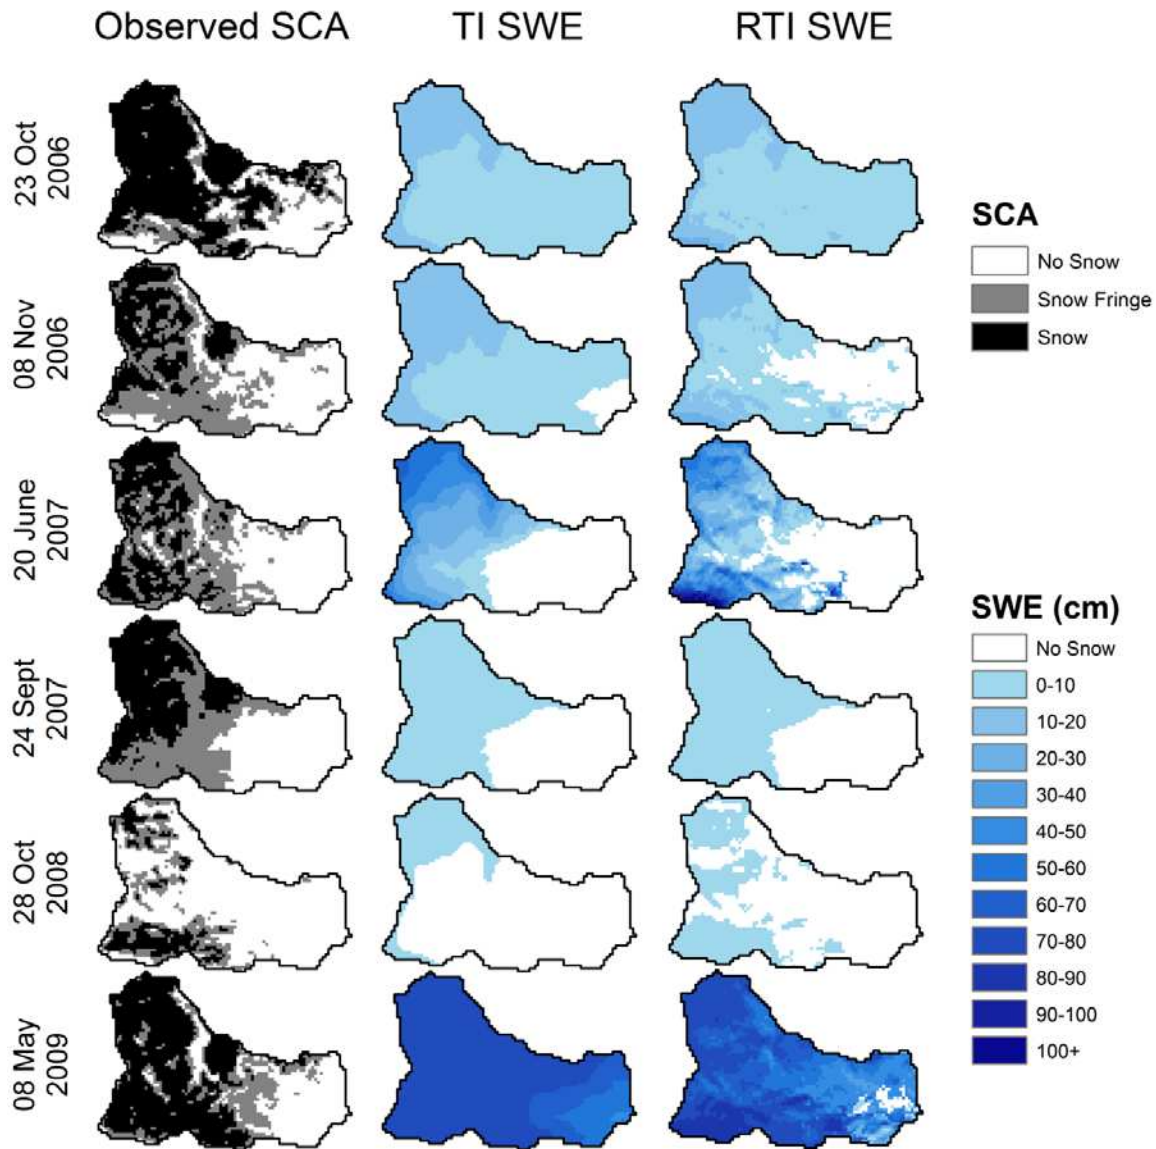 Observed SCA
TI SWE
RTI SWE
23 Oct
2006
08 Nov
2006
20 June
2007
24 Sept
2007
28 Oct
2008
08 May
2009
SCA
No Snow
Snow Fringe
Snow
SWE (cm)
No Snow
0-10
10-20
20-30
30-40
40-50
50-60
60-70
70-80
80-90
90-100
100+